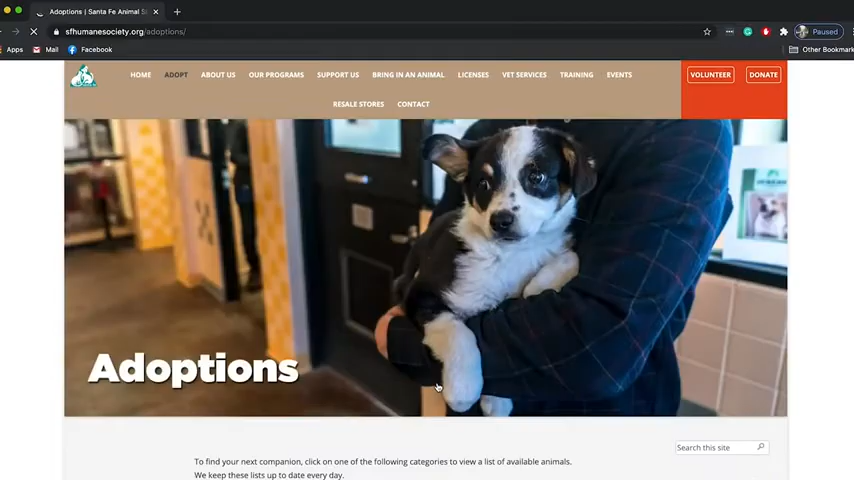 Adoptions | Santa Fe Animal S
sfhumanesociety.org/adoptions/
Paused
Apps
Mail
Facebook
Other Bookmark
HOME
ADOPT
ABOUT US
OUR PROGRAMS
SUPPORT US
BRING IN AN ANIMAL
LICENSES
VET SERVICES
TRAINING
EVENTS
VOLUNTEER
DONATE
RESALE STORES
CONTACT
Adoptions
Search this site
To find your next companion, click on one of the following categories to view a list of available animals.
We keep these lists up to date every day.